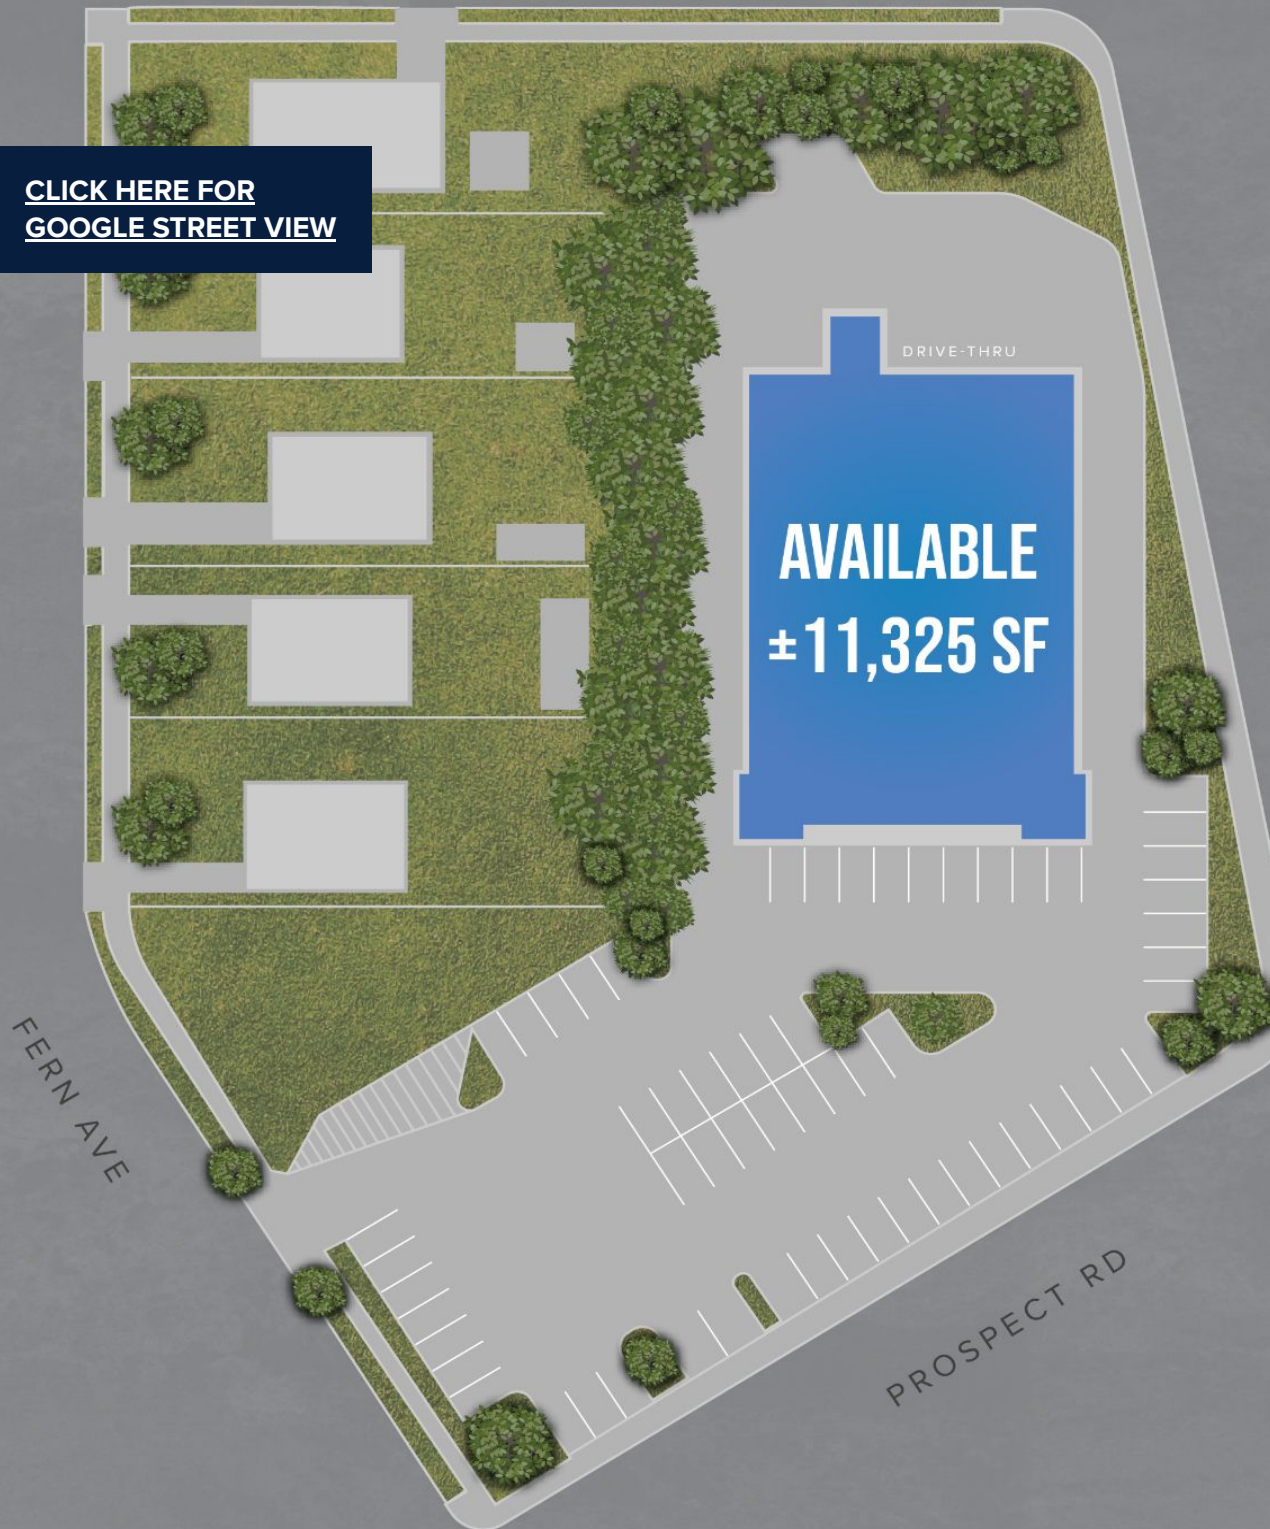 CLICK HERE FOR
GOOGLE STREET VIEW
DRIVE-THRU
AVAILABLE
±11,325 SF
FERN AVE
PROSPECT RD